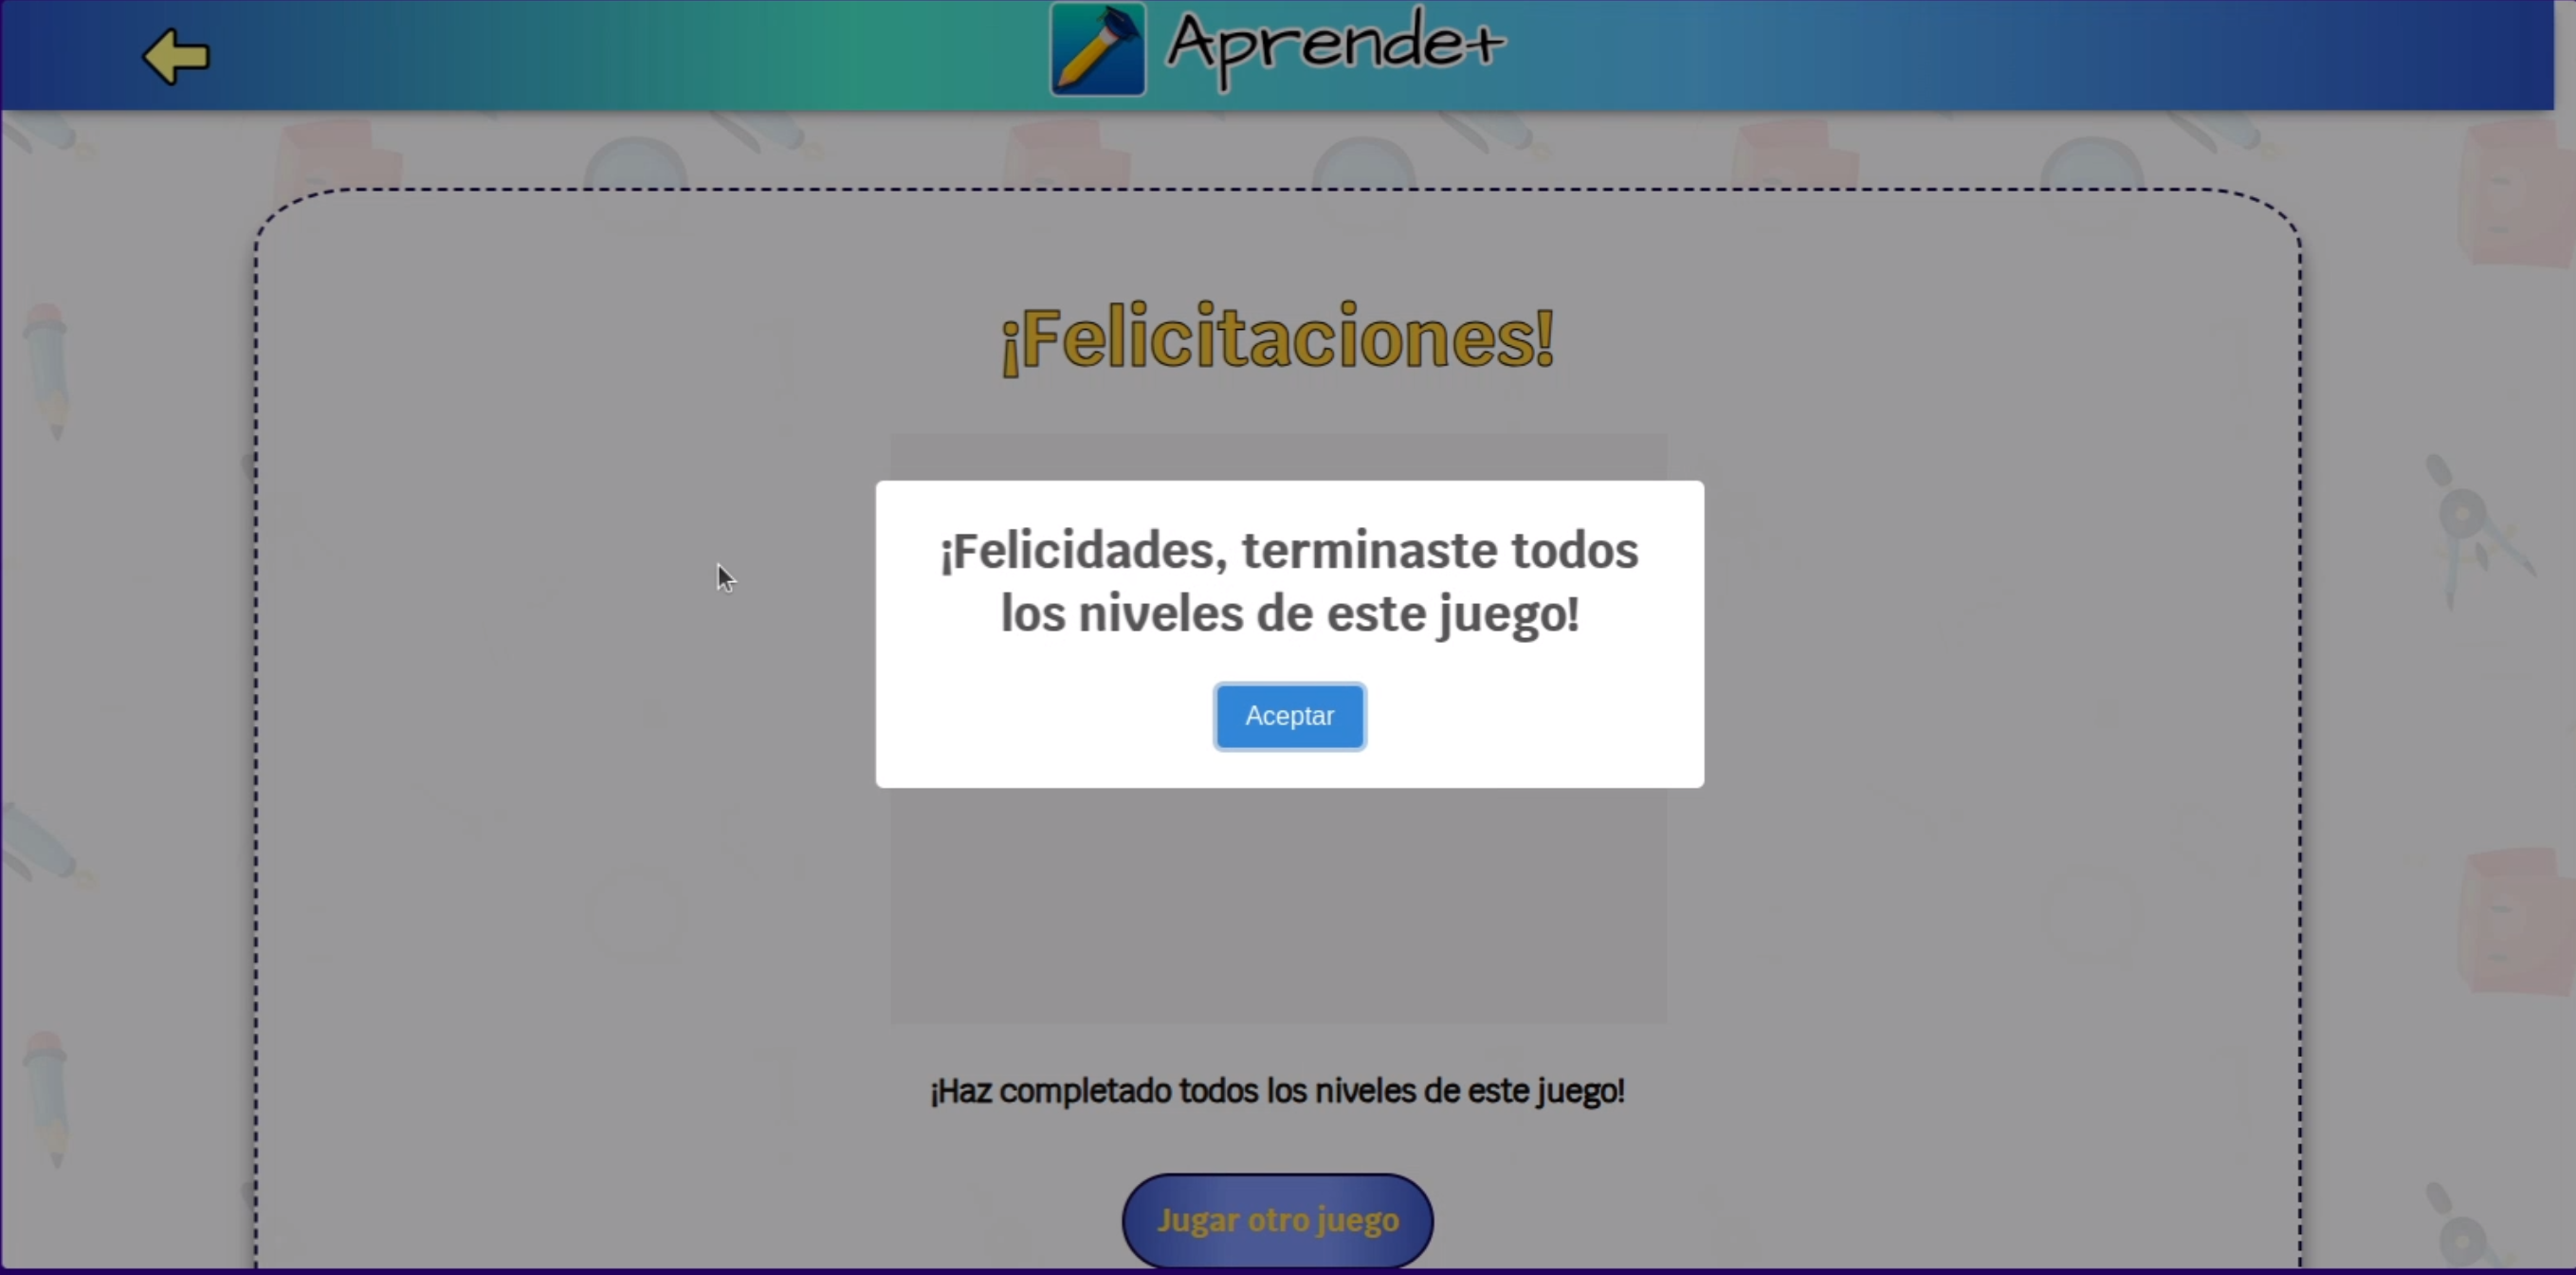 Aprende+
¡Felicitaciones!
¡Felicidades, terminaste todos
los niveles de este juego!
Aceptar
¡Haz completado todos los niveles de este juego!
Jugar otro juego